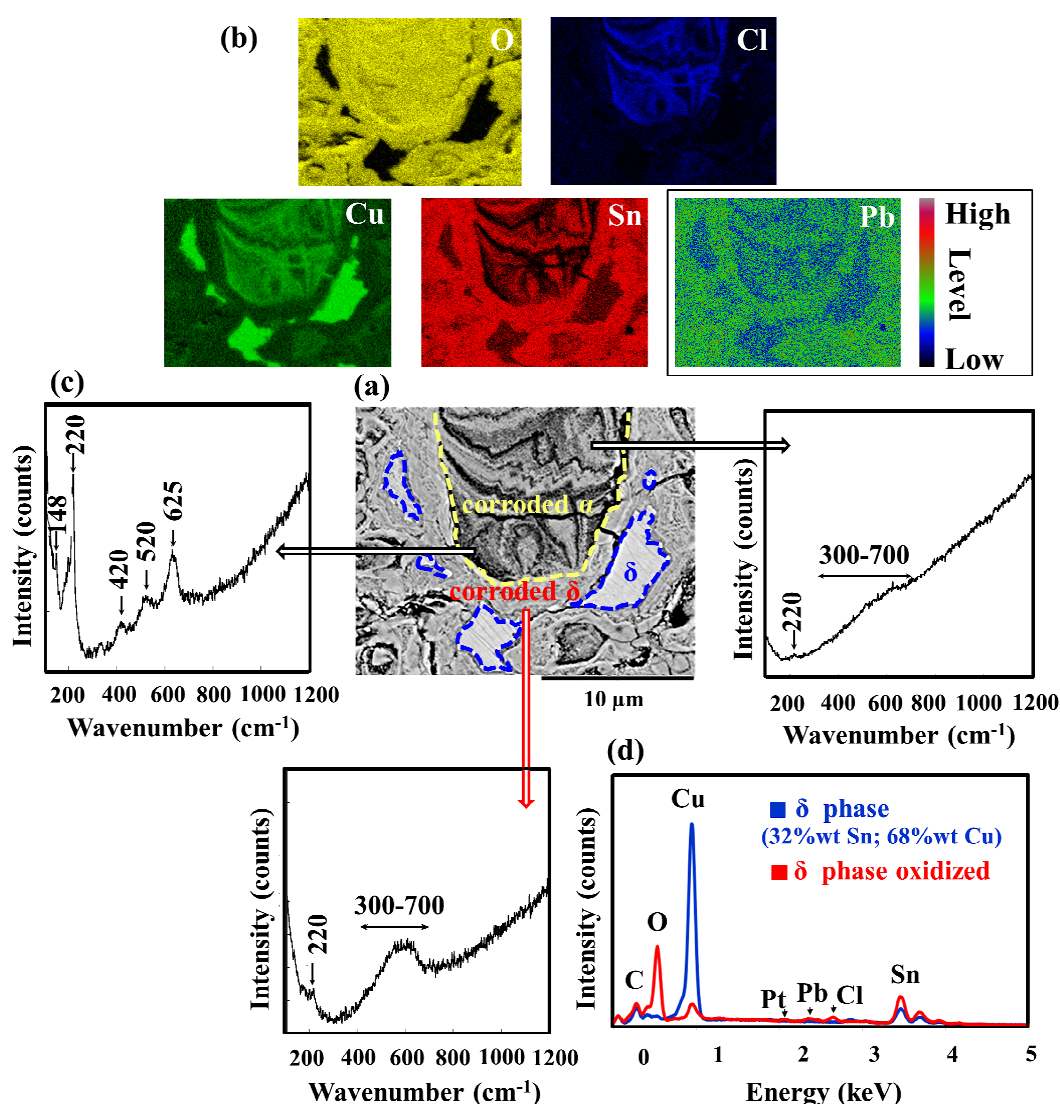 (b)
O
Cl
Cu
Sn
Pb
High
Level
Low
(c)
(a)
Intensity (counts)
148
220
420
520
625
200 400 600 800 1000 1200
Wavenumber (cm-1)
corroded α
corroded δ
δ
10 µm
Intensity (counts)
220
300-700
200 400 600 800 1000 1200
Wavenumber (cm-1)
Intensity (counts)
220
300-700
200 400 600 800 1000 1200
Wavenumber (cm-1)
(d)
Intensity (counts)
C
O
Cu
Pt
Pb
Cl
Sn
δ phase
(32%wt Sn; 68%wt Cu)
δ phase oxidized
0 1 2 3 4 5
Energy (keV)